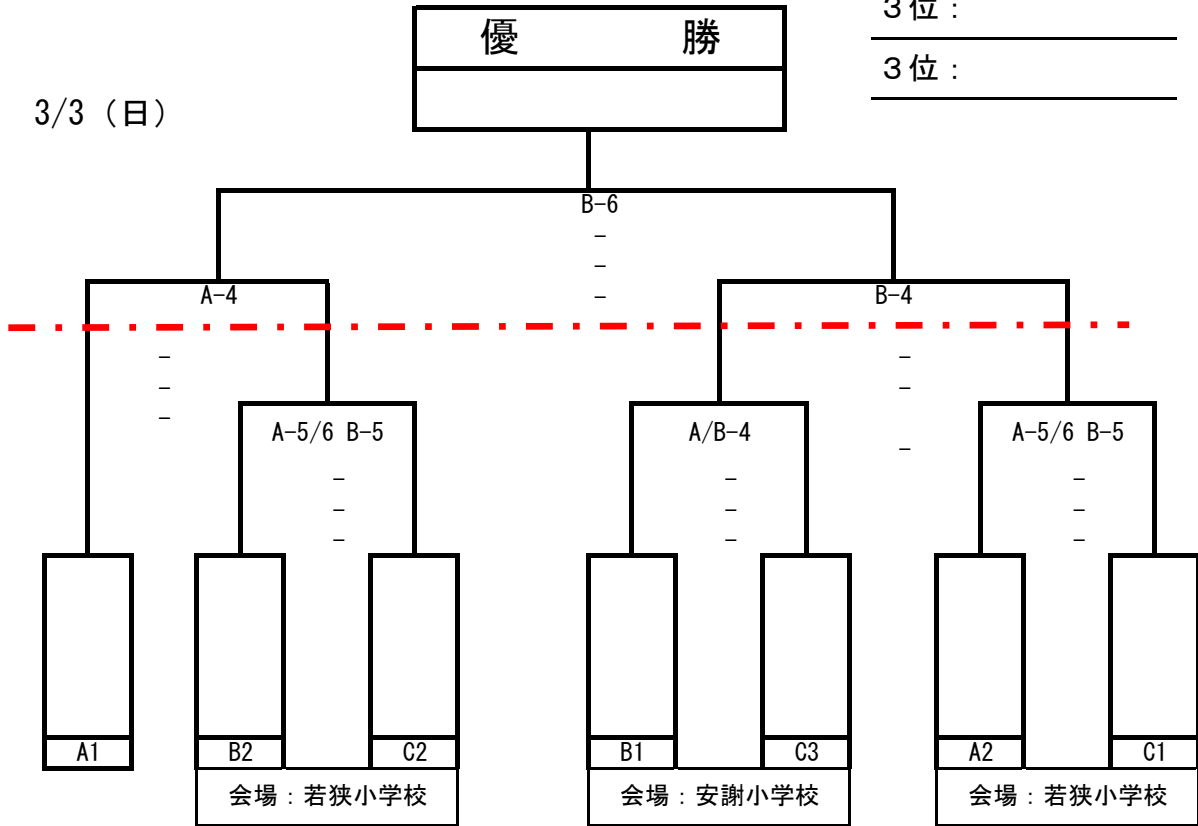 3位：
優　勝
3位：
3/3（日）
B-6
-
-
-
A-4
B-4
-
-
-
-
-
-
A-5/6 B-5
A/B-4
A-5/6 B-5
-
-
-
-
-
-
-
-
-
A1
B2
C2
B1
C3
A2
C1
会場：若狭小学校
会場：安謝小学校
会場：若狭小学校